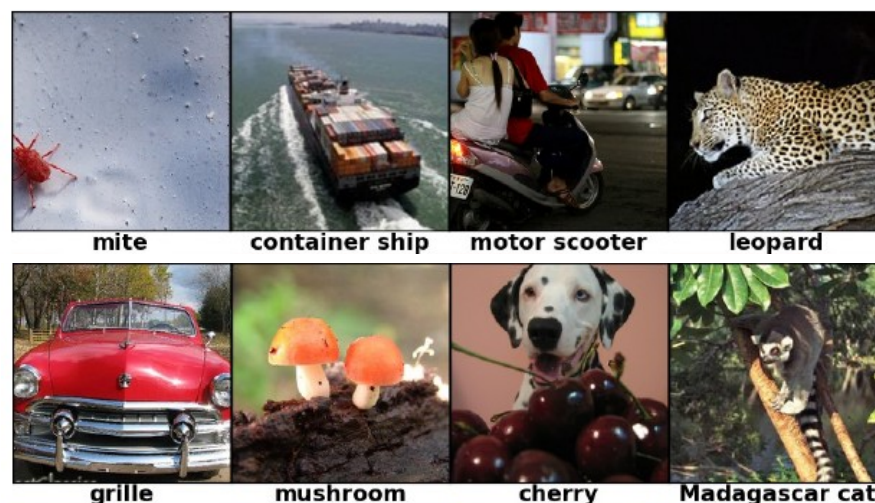 mite
container ship
motor scooter
leopard
grille
mushroom
cherry
Madagascar cat